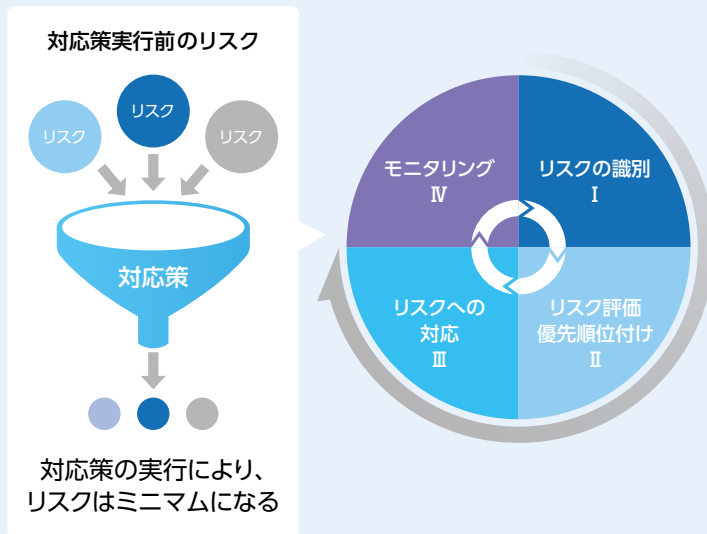 対応策実行前のリスク
リスク
リスク
リスク
対応策
対応策の実行により、
リスクはミニマムになる
モニタリング
Ⅳ
リスクの識別
Ⅰ
リスクへの
対応
Ⅲ
リスク評価
優先順位付け
Ⅱ